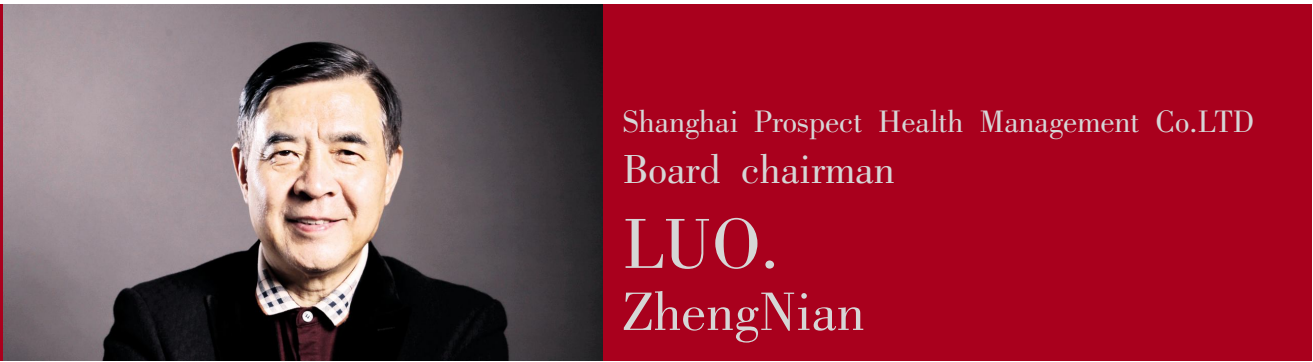 Shanghai Prospect Health Management Co.LTD
Board chairman
LUO.
ZhengNian